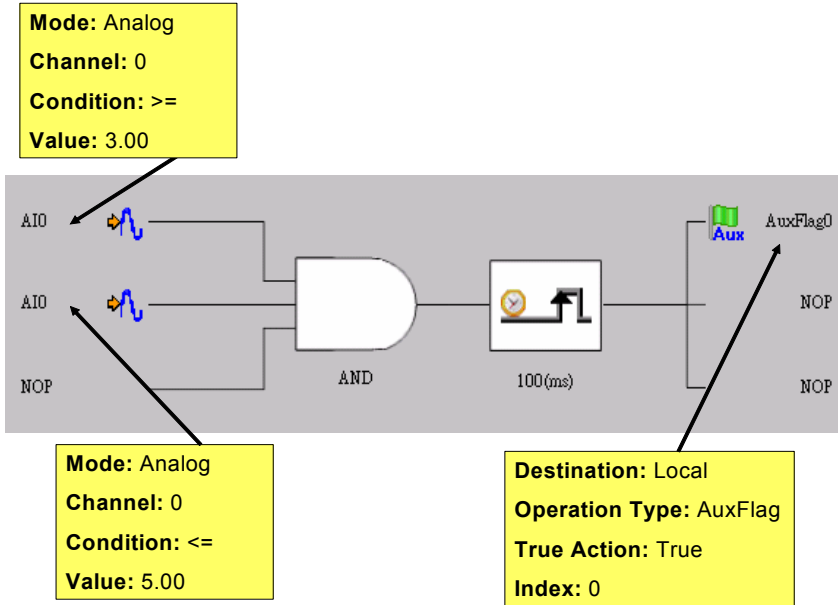 Mode: Analog
Channel: 0
Condition: >=
Value: 3.00
AI0
Aux
AuxFlag0
AI0
NOP
AND
100(ms)
NOP
NOP
Mode: Analog
Channel: 0
Condition: <=
Value: 5.00
Destination: Local
Operation Type: AuxFlag
True Action: True
Index: 0